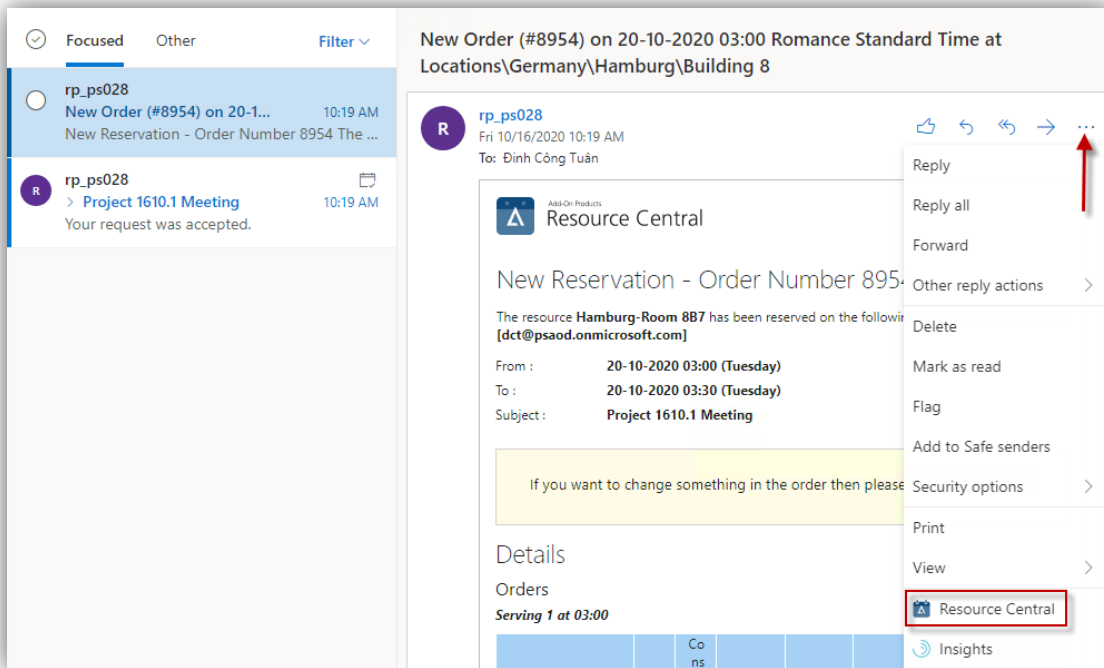 Focused Other Filter
rp_ps028
New Order (#8954) on 20-1... 10:19 AM
New Reservation - Order Number 8954 The ...
R
rp_ps028
Project 1610.1 Meeting 10:19 AM
Your request was accepted.
New Order (#8954) on 20-10-2020 03:00 Romance Standard Time at
Locations\Germany\Hamburg\Building 8
R
rp_ps028
Fri 10/16/2020 10:19 AM
To: Đinh Công Tuân
Add-On Products
Resource Central
New Reservation - Order Number 895
The resource Hamburg-Room 8B7 has been reserved on the
[dct@psaod.onmicrosoft.com]
From : 20-10-2020 03:00 (Tuesday)
To : 20-10-2020 03:30 (Tuesday)
Subject : Project 1610.1 Meeting
If you want to change something in the order then please
Details
Orders
Serving 1 at 03:00
Co
ns
Reply
Reply all
Forward
Other reply actions
Delete
Mark as read
Flag
Add to Safe senders
Security options
Print
View
Resource Central
Insights